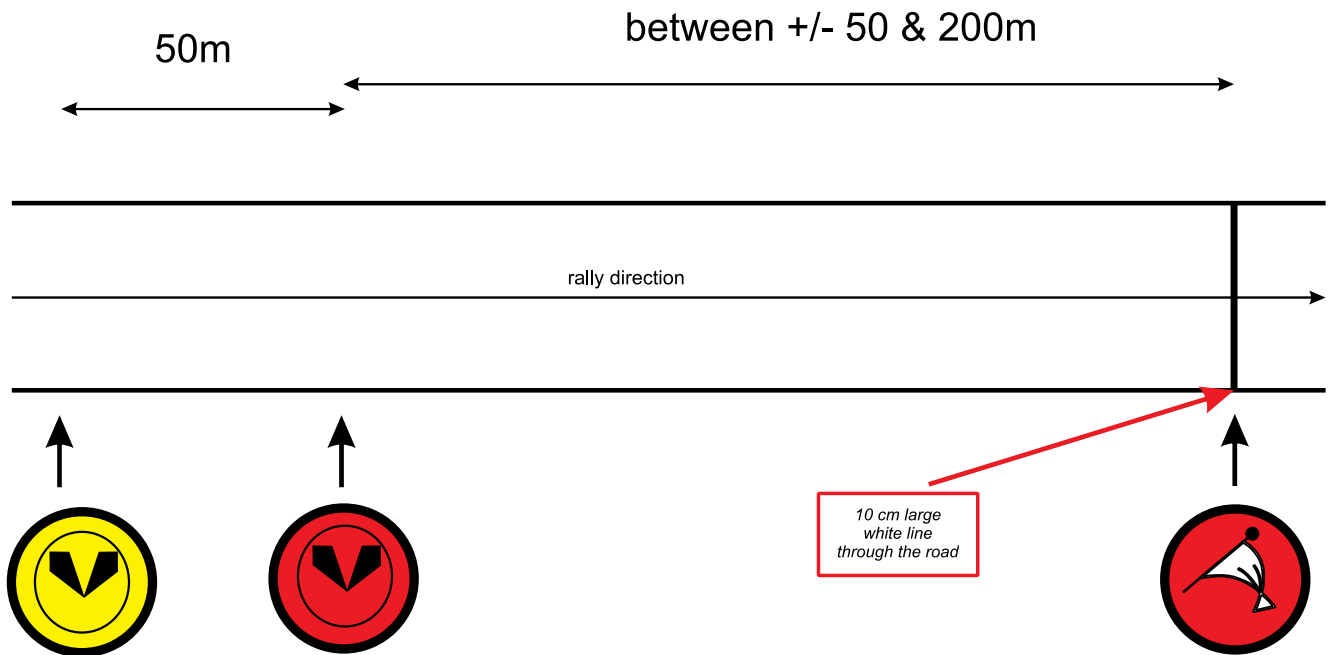 50m
between +/- 50 & 200m
rally direction
10 cm large
white line
through the road